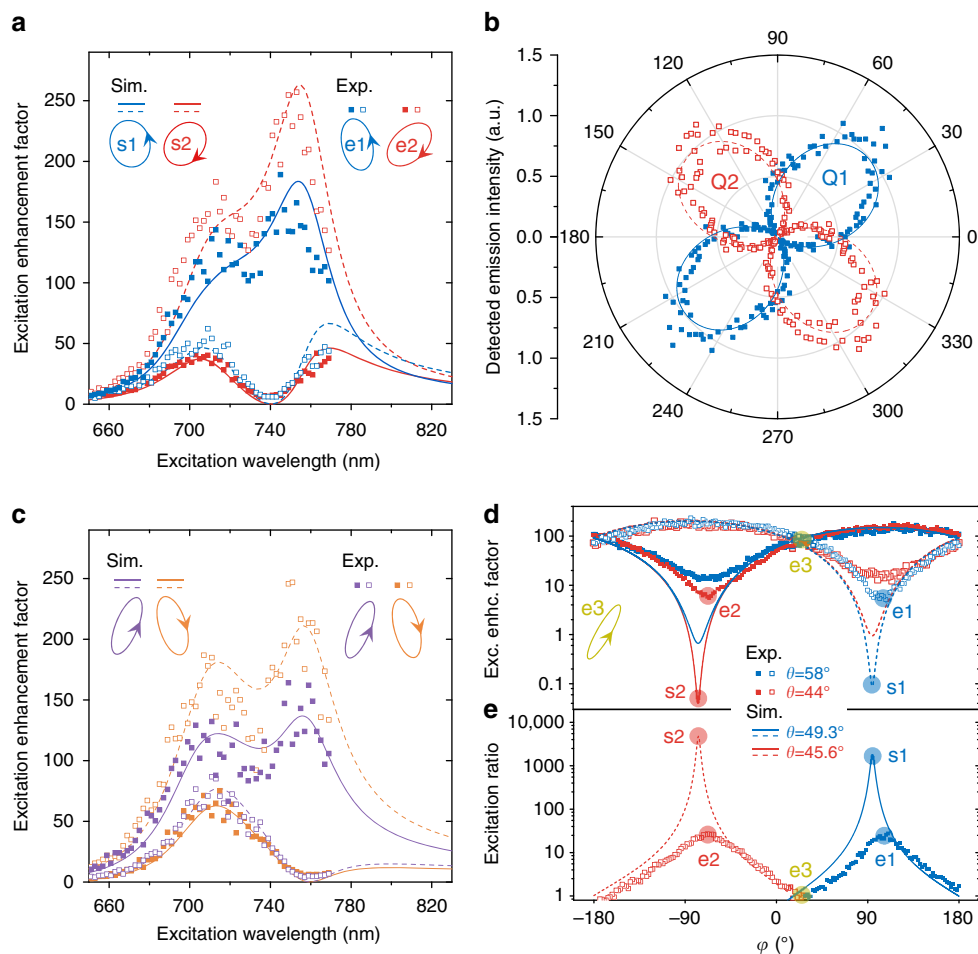 a
Excitation enhancement factor
250
200
150
100
50
0
Sim.
Exp.
s1
s2
e1
e2
660
700
740
780
820
Excitation wavelength (nm)
b
Detected emission intensity (a.u.)
1.5
1.0
0.5
0.0
0.5
1.0
1.5
90
120
60
150
30
180
0
210
330
240
300
270
Q2
Q1
c
Excitation enhancement factor
250
200
150
100
50
0
Sim.
Exp.
660
700
740
780
820
Excitation wavelength (nm)
d
Exc. enhc. factor
100
10
1
0.1
e3
e3
e2
e1
s2
s1
Exp.
θ=58°
θ=44°
e
Excitation ratio
10,000
1000
100
10
1
Sim.
θ=49.3°
θ=45.6°
s2
s1
e2
e3
e1
−180
−90
0
90
180
φ (°)